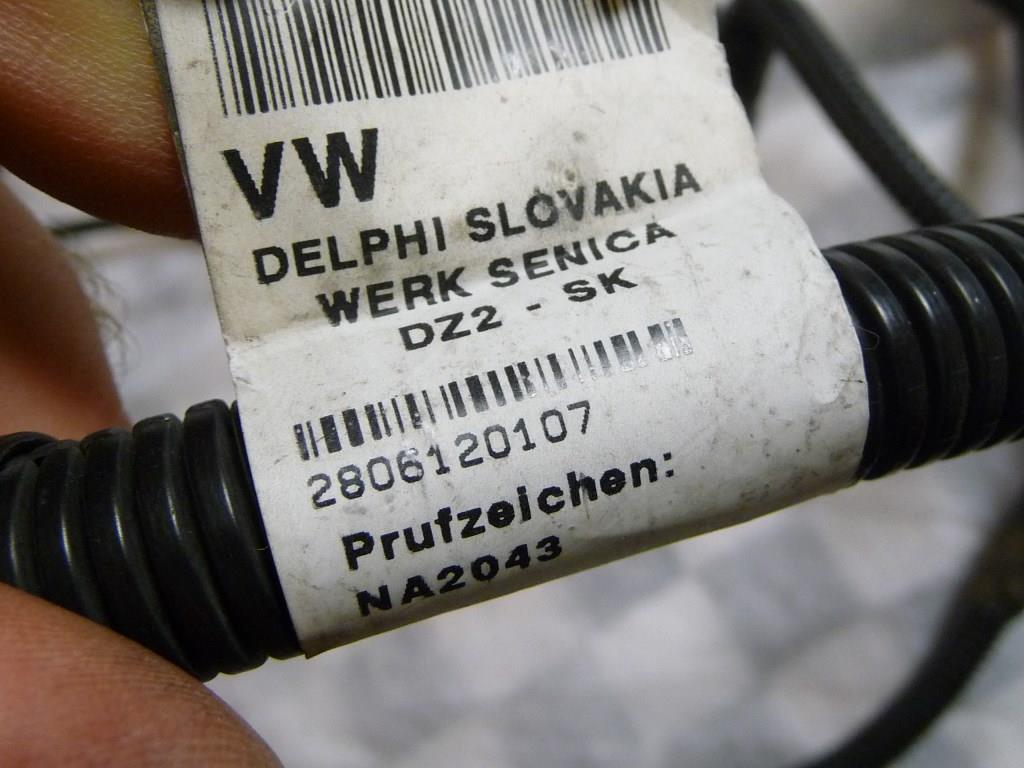 VW
DELPHI SLOVAKIA
WERK SENICA
DZ2 - SK
2806120107
Prufzeichen:
NA2043